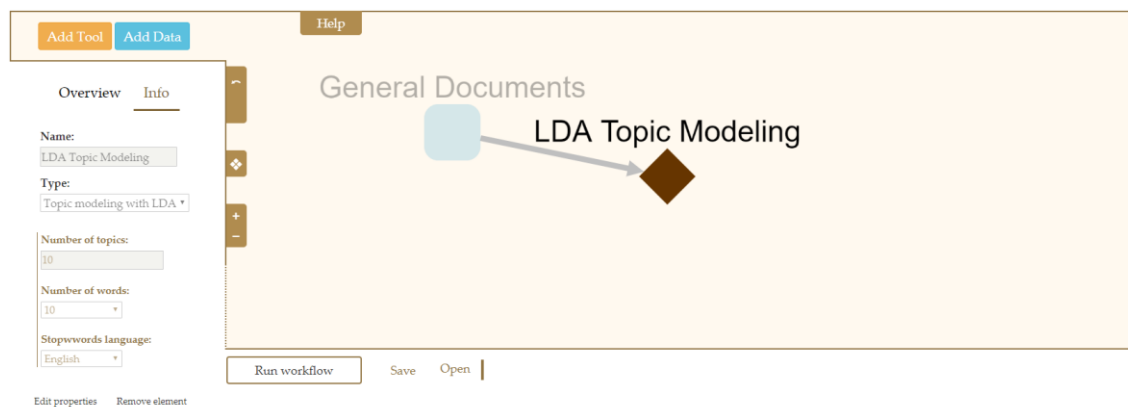 Add Tool Add Data
Help
Overview Info
Name:
LDA Topic Modeling
Type:
Topic modeling with LDA
Number of topics:
10
Number of words:
10
Stopwwords language:
English
Edit properties Remove element
General Documents
LDA Topic Modeling
+
−
Run workflow Save Open